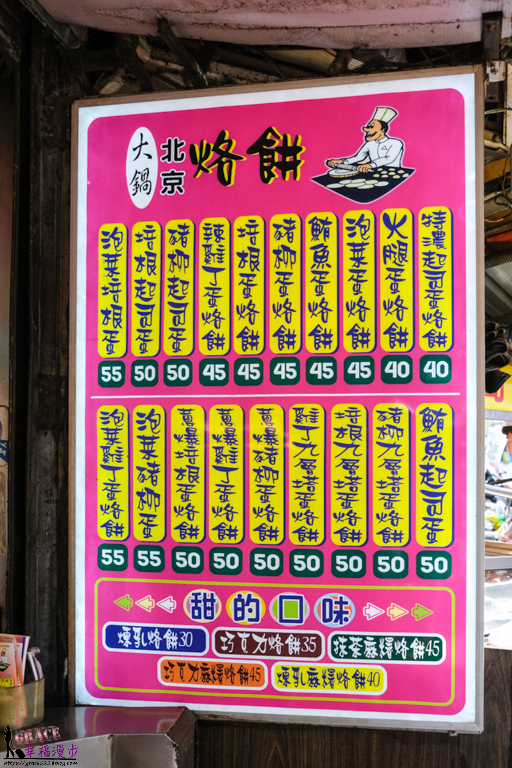 大鍋
北京
烙餅
泡菜培根蛋 55
培根起司蛋 50
豬柳起司蛋 50
辣雞丁蛋烙餅 45
培根蛋烙餅 45
豬柳蛋烙餅 45
鮪魚蛋烙餅 45
泡菜蛋烙餅 45
火腿蛋烙餅 40
特濃起司蛋烙餅 40
泡菜雞丁蛋烙餅 55
泡菜豬柳蛋 55
蔥爆培根蛋烙餅 50
蔥爆雞丁蛋烙餅 50
蔥爆豬柳蛋烙餅 50
雞丁九層塔蛋烙餅 50
培根九層塔蛋烙餅 50
豬柳九層塔蛋烙餅 50
鮪魚起司蛋 50
甜的口味
煉乳烙餅30 巧克力烙餅35 抹茶麻糬烙餅45
巧克力麻糬烙餅45 煉乳麻糬烙餅40
GRACE
幸福漫步